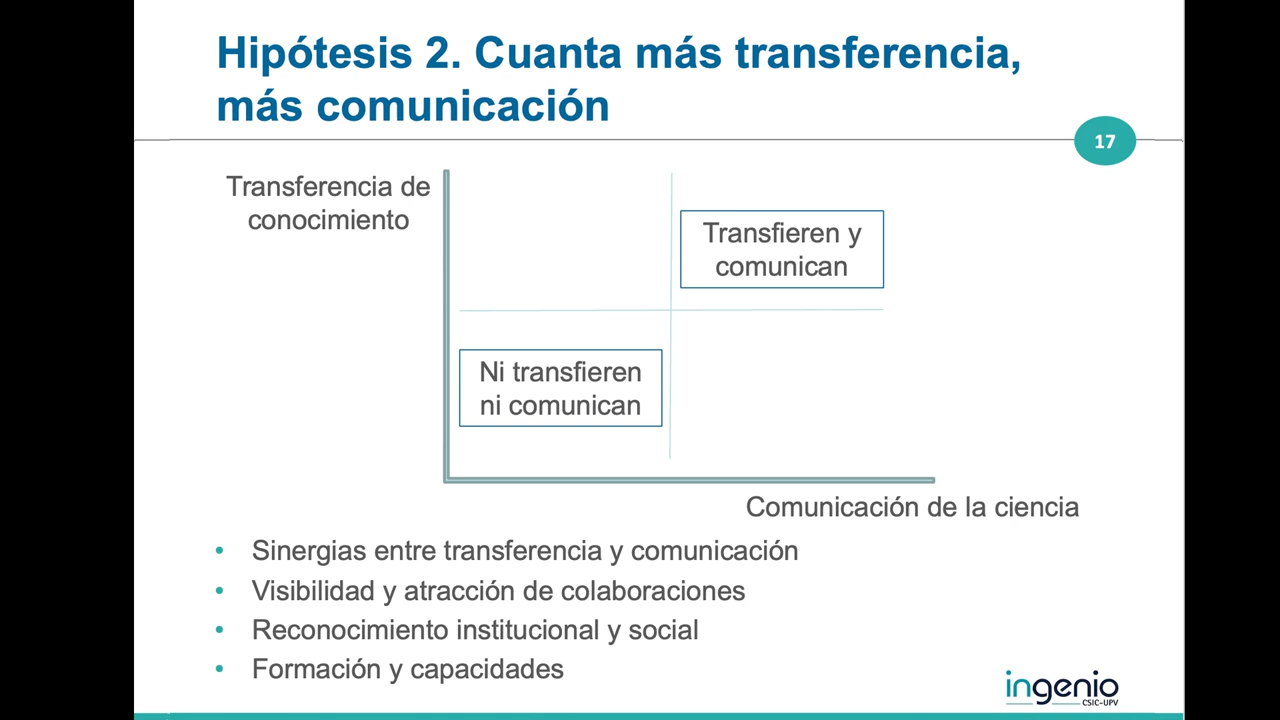 Hipótesis 2. Cuanta más transferencia,
más comunicación
17
Transferencia de
conocimiento
Transfieren y
comunican
Ni transfieren
ni comunican
Comunicación de la ciencia
• Sinergias entre transferencia y comunicación
• Visibilidad y atracción de colaboraciones
• Reconocimiento institucional y social
• Formación y capacidades
ingenio
CSIC-UPV